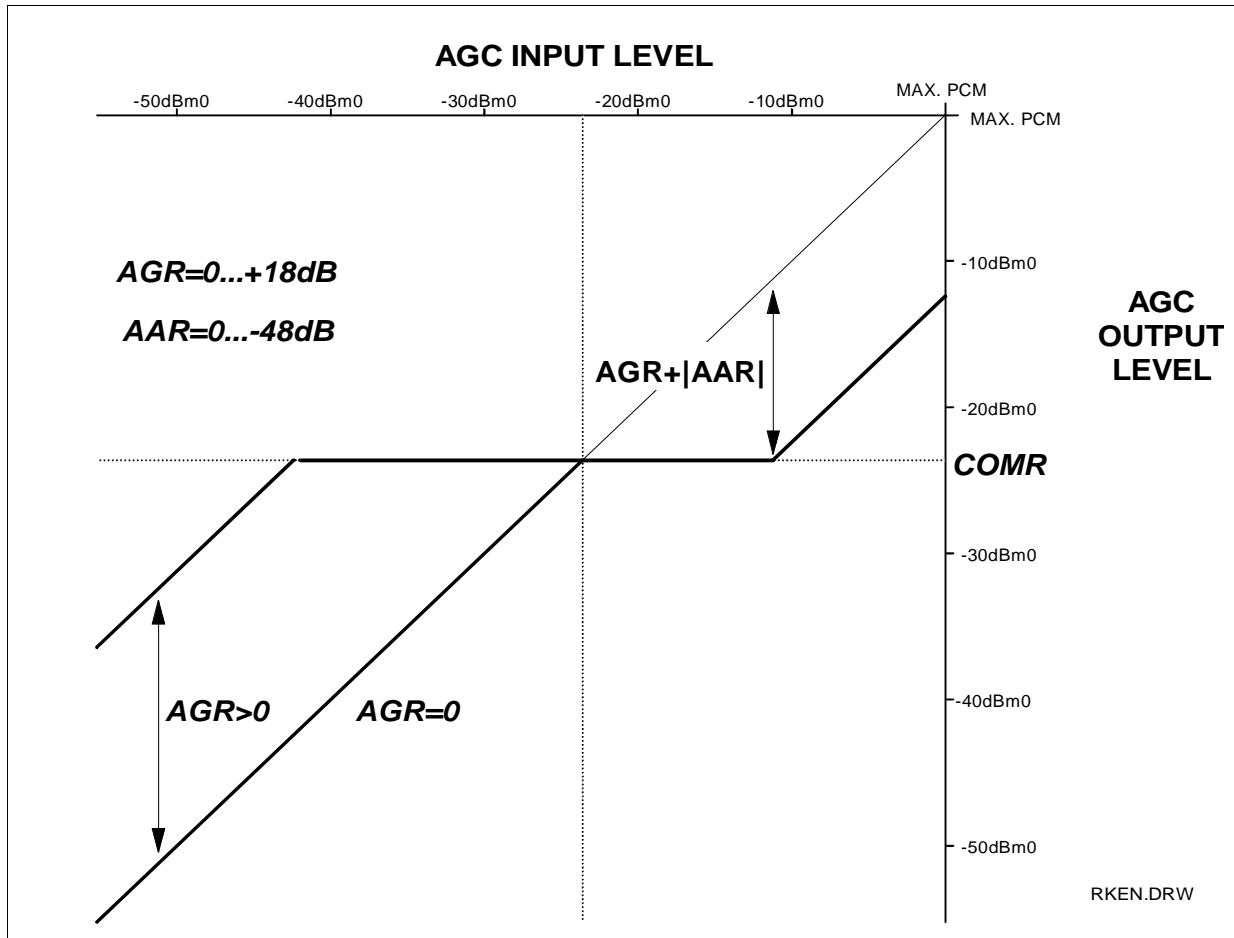 AGC INPUT LEVEL
-50dBm0
-40dBm0
-30dBm0
-20dBm0
-10dBm0
MAX. PCM
MAX. PCM
AGR=0...+18dB
AAR=0...-48dB
-10dBm0
AGC
OUTPUT
LEVEL
AGR+|AAR|
-20dBm0
COMR
-30dBm0
AGR>0
AGR=0
-40dBm0
-50dBm0
RKEN.DRW